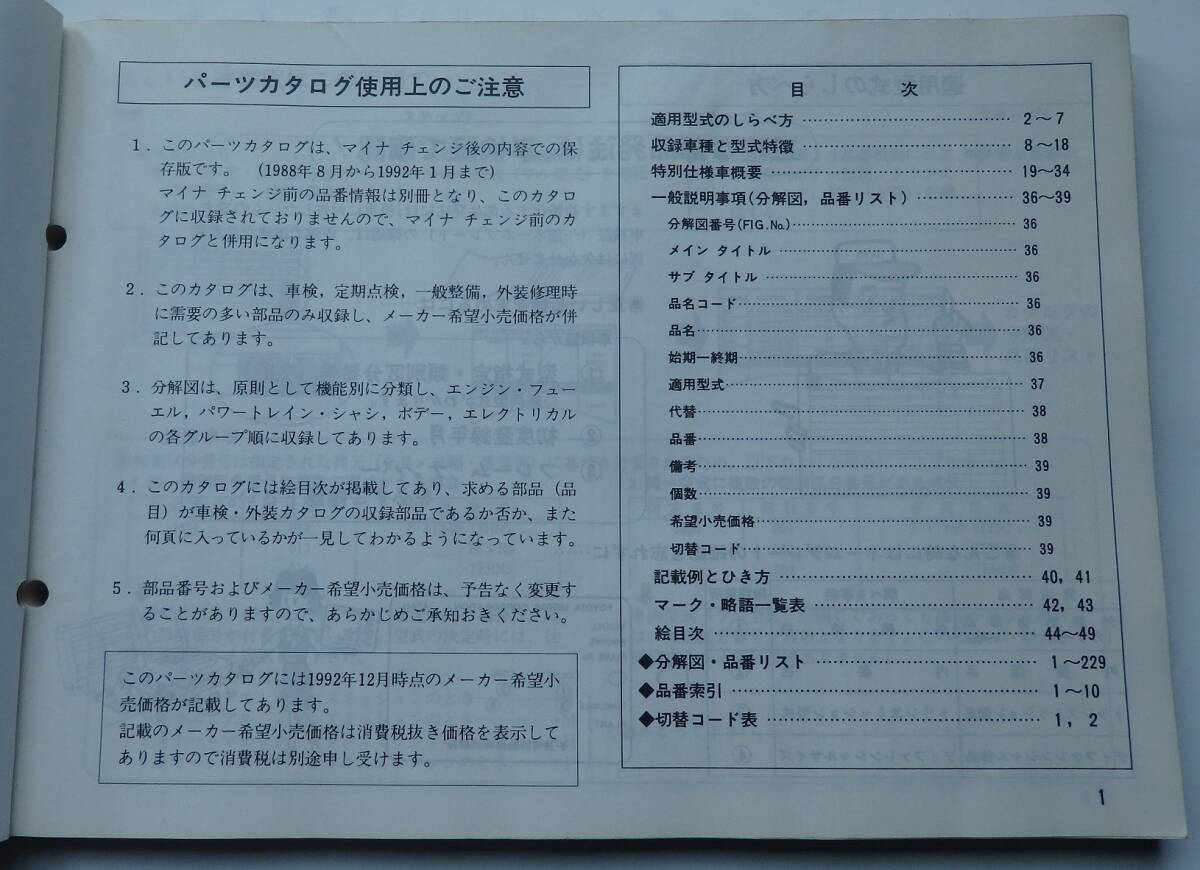 パーツカタログ使用上のご注意
1．このパーツカタログは、マイナ チェンジ後の内容での保
存版です。 (1988年8月から1992年1月まで)
マイナ チェンジ前の品番情報は別冊となり、このカタロ
グに収録されておりませんので、マイナ チェンジ前のカ
タログと併用になります。
2．このカタログは、車検，定期点検，一般整備，外装修理時
に需要の多い部品のみ収録し、メーカー希望小売価格が併
記してあります。
3．分解図は、原則として機能別に分類し、エンジン・フュー
エル，パワートレイン・シャシ，ボデー，エレクトリカル
の各グループ順に収録してあります。
4．このカタログには絵目次が掲載してあり、求める部品（品
目）が車検・外装カタログの収録部品であるか否か、また
何頁に入っているかが一見してわかるようになっています。
5．部品番号およびメーカー希望小売価格は、予告なく変更す
ることがありますので、あらかじめご承知おきください。
このパーツカタログには1992年12月時点のメーカー希望小
売価格が記載してあります。
記載のメーカー希望小売価格は消費税抜き価格を表示して
ありますので消費税は別途申し受けます。
目 次
適用型式のしらべ方 ………… 2～7
収録車種と型式特徴 ………… 8～18
特別仕様車概要 ………… 19～34
一般説明事項(分解図，品番リスト) ………… 36～39
分解図番号(FIG.No.) ………… 36
メイン タイトル ………… 36
サブ タイトル ………… 36
品名コード ………… 36
品名 ………… 36
始期―終期 ………… 36
適用型式 ………… 37
代替 ………… 38
品番 ………… 38
備考 ………… 39
個数 ………… 39
希望小売価格 ………… 39
切替コード ………… 39
記載例とひき方 ………… 40，41
マーク・略語一覧表 ………… 42，43
絵目次 ………… 44～49
◆分解図・品番リスト ………… 1～229
◆品番索引 ………… 1～10
◆切替コード表 ………… 1，2
1